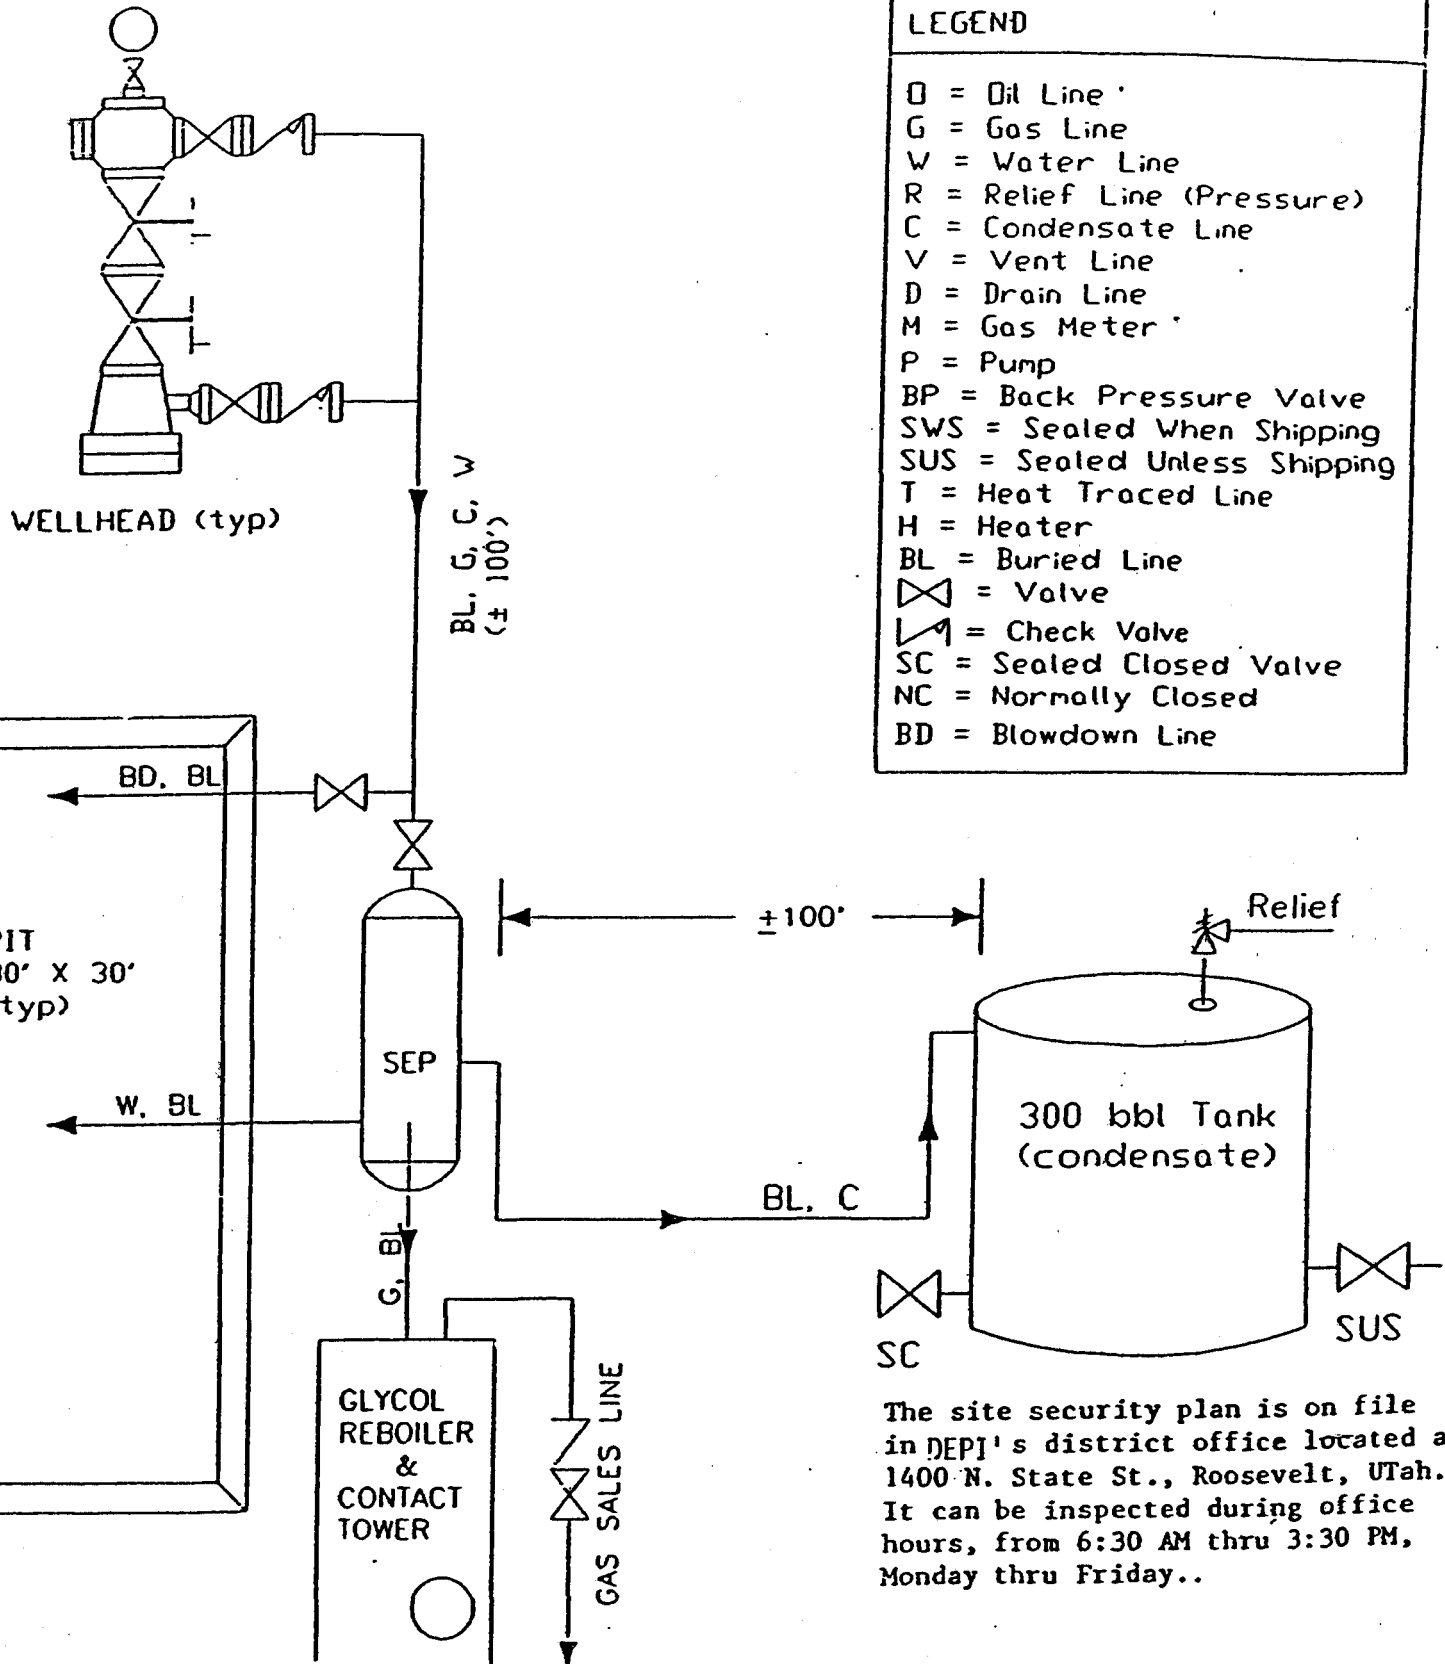 LEGEND
O = Oil Line
G = Gas Line
W = Water Line
R = Relief Line (Pressure)
C = Condensate Line
V = Vent Line
D = Drain Line
M = Gas Meter
P = Pump
BP = Back Pressure Valve
SWS = Sealed When Shipping
SUS = Sealed Unless Shipping
T = Heat Traced Line
H = Heater
BL = Buried Line
= Valve
= Check Valve
SC = Sealed Closed Valve
NC = Normally Closed
BD = Blowdown Line
WELLHEAD (typ)
BL, G, C, W
(± 100')
BD, BL
PIT
30' X 30'
typ)
W, BL
SEP
±100'
Relief
300 bbl Tank
(condensate)
BL, C
G, BL
SC
SUS
GLYCOL
REBOILER
&
CONTACT
TOWER
GAS SALES LINE
The site security plan is on file
in DEPI's district office located a
1400 N. State St., Roosevelt, UTah.
It can be inspected during office
hours, from 6:30 AM thru 3:30 PM,
Monday thru Friday..